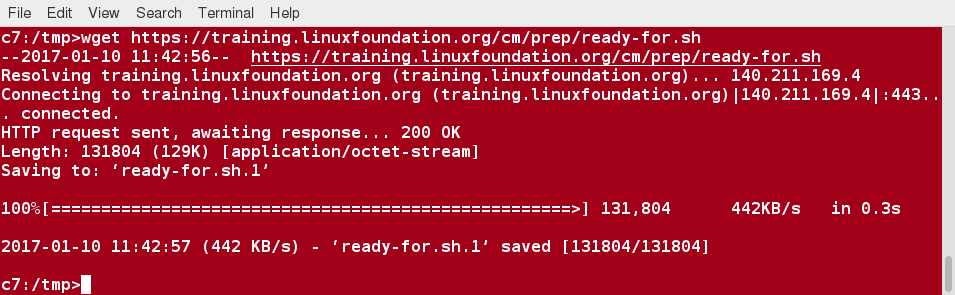 File Edit View Search Terminal Help
c7:/tmp>wget https://training.linuxfoundation.org/cm/prep/ready-for.sh
--2017-01-10 11:42:56--  https://training.linuxfoundation.org/cm/prep/ready-for.sh
Resolving training.linuxfoundation.org (training.linuxfoundation.org)... 140.211.169.4
Connecting to training.linuxfoundation.org (training.linuxfoundation.org)|140.211.169.4|:443..
. connected.
HTTP request sent, awaiting response... 200 OK
Length: 131804 (129K) [application/octet-stream]
Saving to: ‘ready-for.sh.1’
100%[====================================================>] 131,804      442KB/s   in 0.3s
2017-01-10 11:42:57 (442 KB/s) - ‘ready-for.sh.1’ saved [131804/131804]
c7:/tmp>